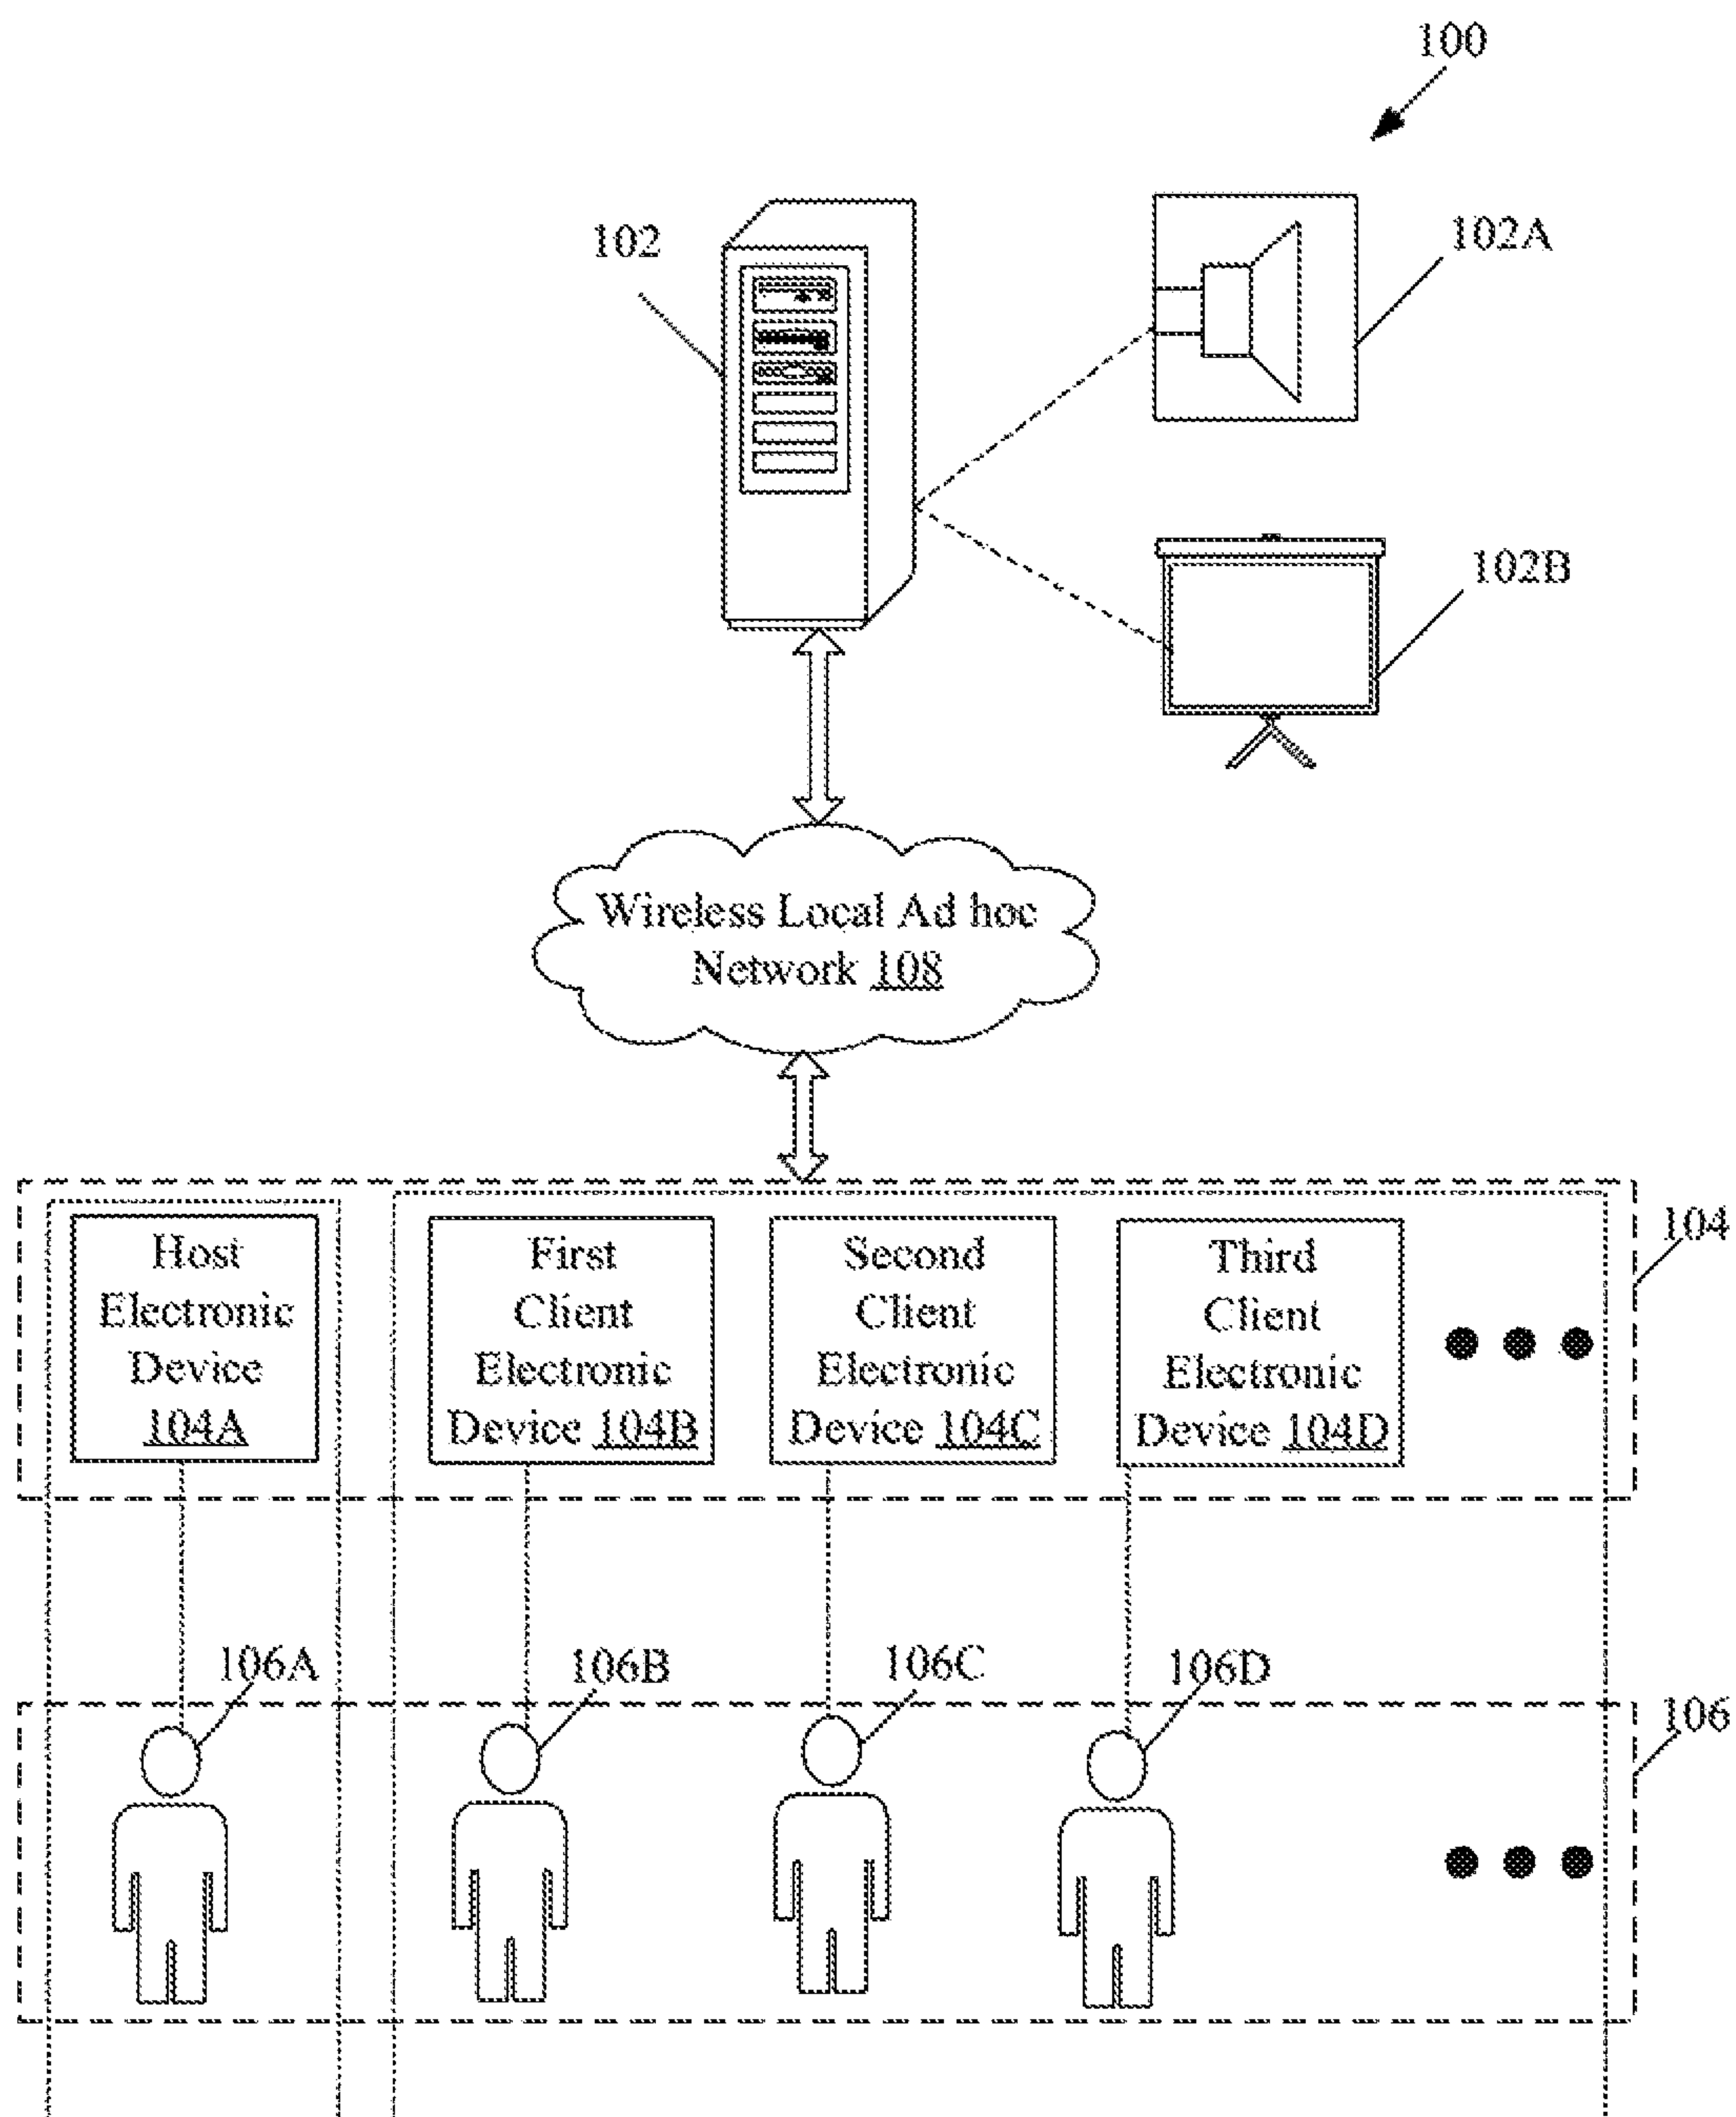 100
102
102A
102B
Wireless Local Ad hoc
Network 108
104
Host
Electronic
Device
104A
First
Client
Electronic
Device 104B
Second
Client
Electronic
Device 104C
Third
Client
Electronic
Device 104D
106A
106B
106C
106D
106